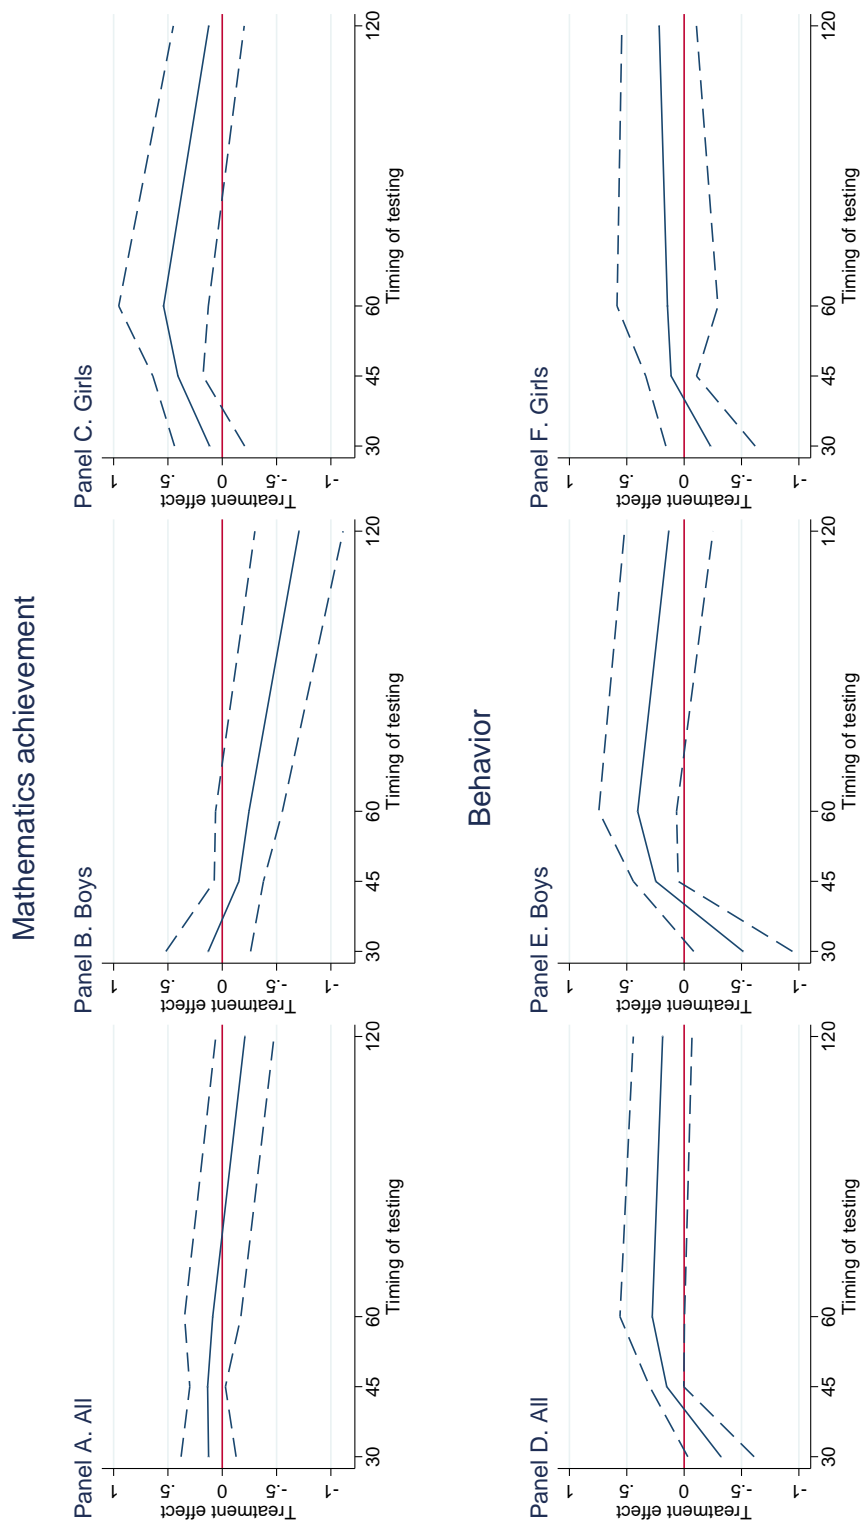 Mathematics achievement
Panel A. All
Treatment effect
1
.5
0
-.5
-1
30
45
60
120
Timing of testing
Panel B. Boys
Treatment effect
1
.5
0
-.5
-1
30
45
60
120
Timing of testing
Panel C. Girls
Treatment effect
1
.5
0
-.5
-1
30
45
60
120
Timing of testing
Behavior
Panel D. All
Treatment effect
1
.5
0
-.5
-1
30
45
60
120
Timing of testing
Panel E. Boys
Treatment effect
1
.5
0
-.5
-1
30
45
60
120
Timing of testing
Panel F. Girls
Treatment effect
1
.5
0
-.5
-1
30
45
60
120
Timing of testing